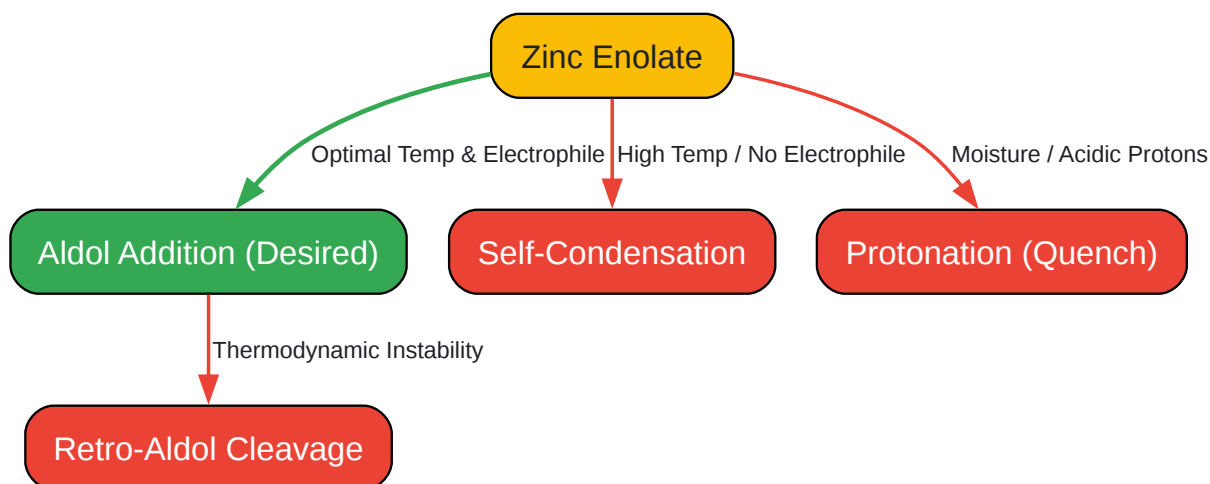 Zinc Enolate
Optimal Temp & Electrophile
High Temp / No Electrophile
Moisture / Acidic Protons
Aldol Addition (Desired)
Self-Condensation
Protonation (Quench)
Thermodynamic Instability
Retro-Aldol Cleavage